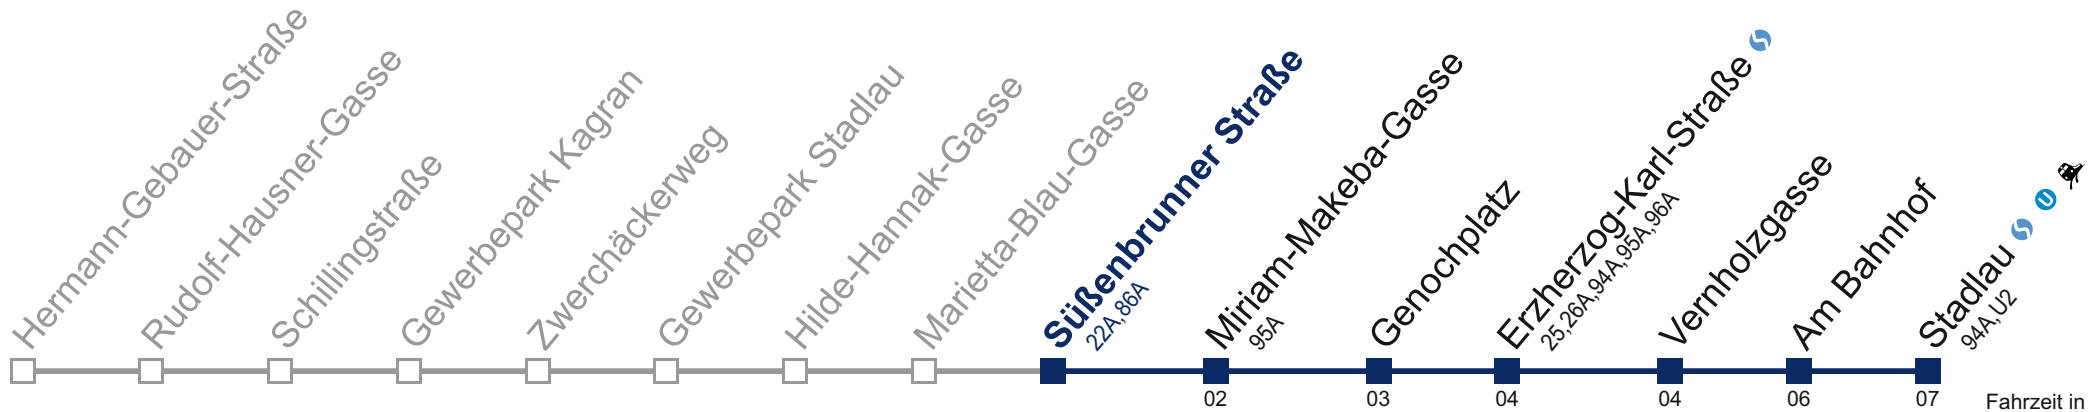 Hermann-Gebauer-Straße
Rudolf-Hausner-Gasse
Schillingstraße
Gewerbepark Kagran
Zwerchäckerweg
Gewerbepark Stadlau
Hilde-Hannak-Gasse
Marietta-Blau-Gasse
Süßenbrunner Straße
22A,86A
Miriam-Makeba-Gasse
95A
Genochplatz
Erzherzog-Karl-Straße S
25,26A,94A,95A,96A
Vernholzgasse
Am Bahnhof
Stadlau S U
94A,U2
02 03 04 04 06 07 Fahrzeit in